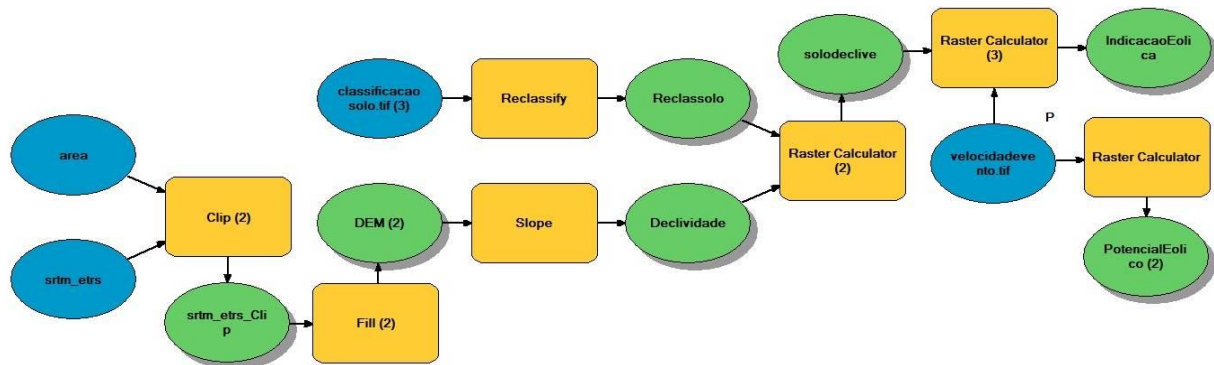 area
srtm_etrs
Clip (2)
srtm_etrs_Cli
p
Fill (2)
DEM (2)
Slope
Declividade
classificacao
solo.tif (3)
Reclassify
Reclassolo
Raster Calculator
(2)
solodeclive
Raster Calculator
(3)
IndicacaoEoli
ca
velocidadeve
nto.tif
P
Raster Calculator
PotencialEoli
co (2)